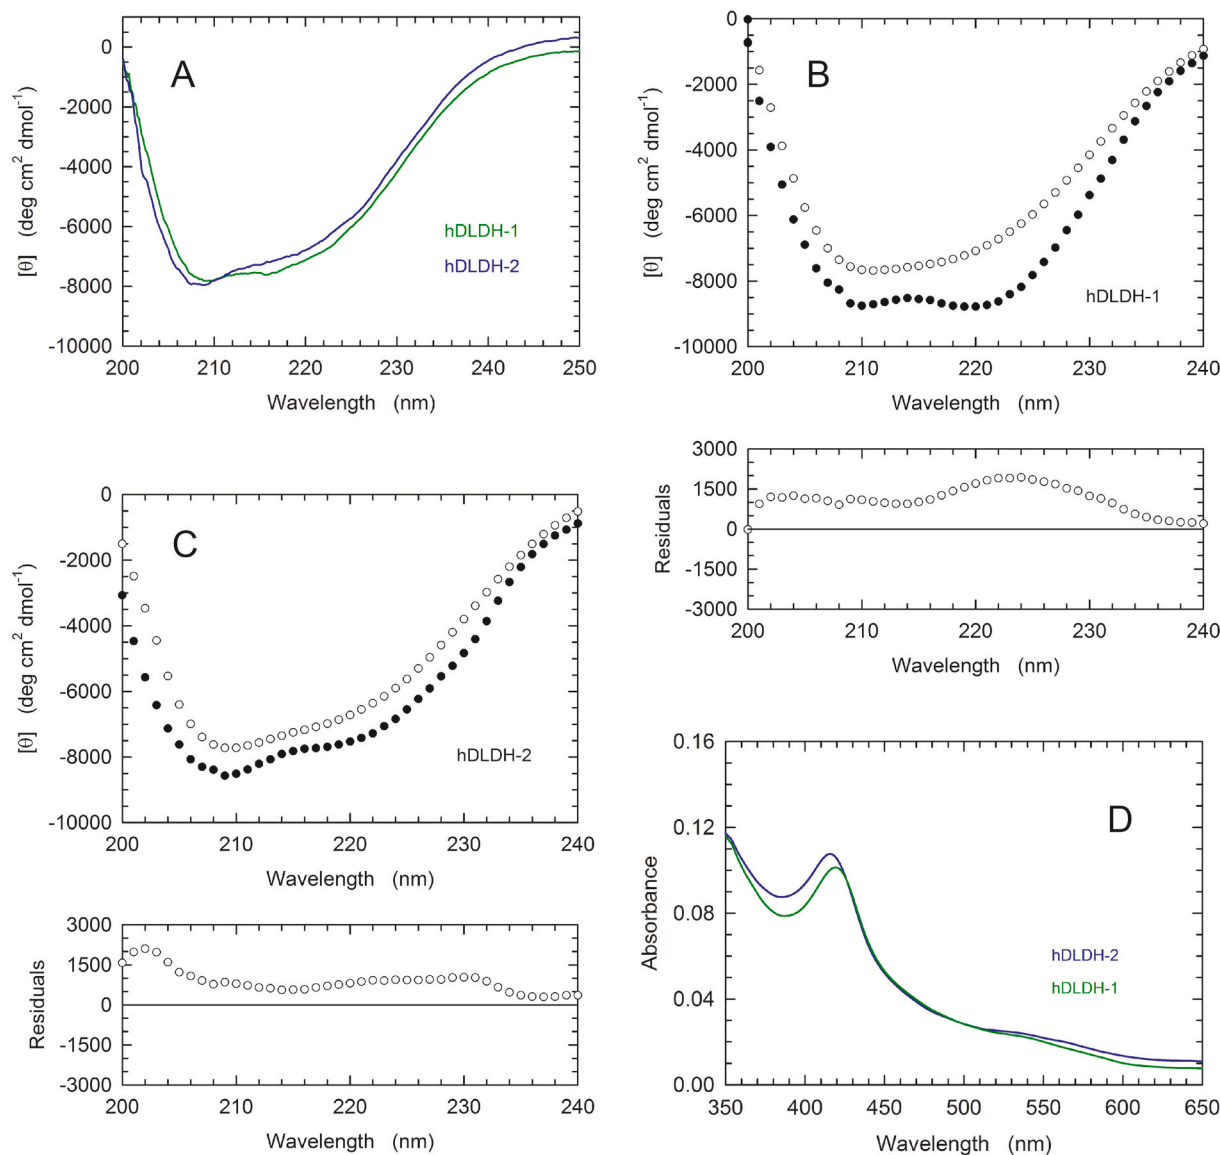 A
0
-2000
-4000
-6000
-8000
-10000
[θ] (deg cm² dmol⁻¹)
hDLDH-1
hDLDH-2
200 210 220 230 240 250
Wavelength (nm)
B
0
-2000
-4000
-6000
-8000
-10000
[θ] (deg cm² dmol⁻¹)
hDLDH-1
200 210 220 230 240
Wavelength (nm)
3000
1500
0
-1500
-3000
Residuals
200 210 220 230 240
Wavelength (nm)
C
0
-2000
-4000
-6000
-8000
-10000
[θ] (deg cm² dmol⁻¹)
hDLDH-2
200 210 220 230 240
Wavelength (nm)
3000
1500
0
-1500
-3000
Residuals
200 210 220 230 240
Wavelength (nm)
D
0.16
0.12
0.08
0.04
0.00
Absorbance
hDLDH-2
hDLDH-1
350 400 450 500 550 600 650
Wavelength (nm)